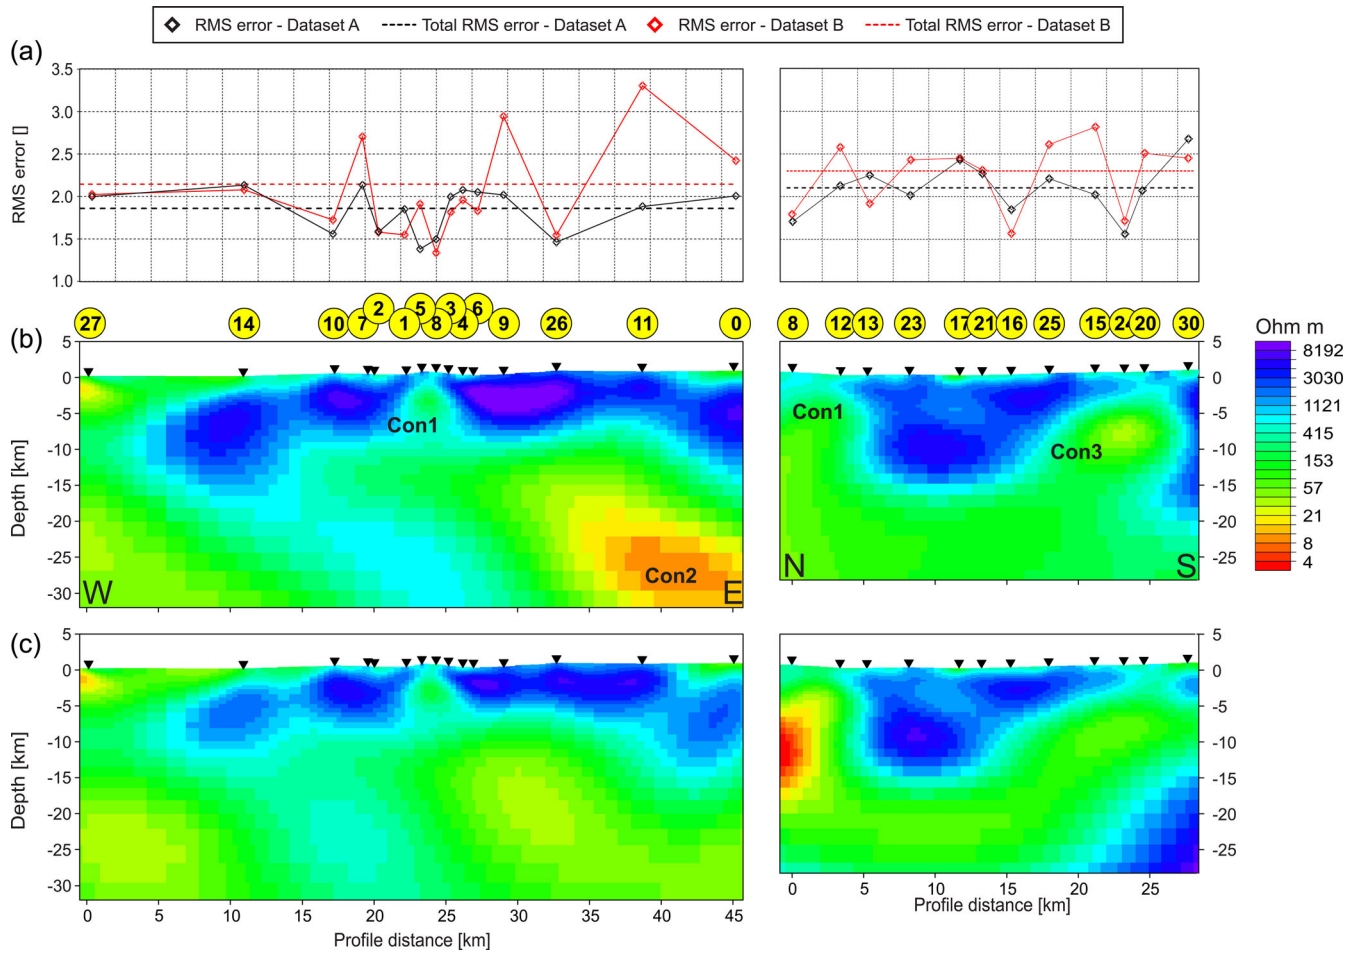 RMS error - Dataset A Total RMS error - Dataset A RMS error - Dataset B Total RMS error - Dataset B
(a)
3.5
3.0
2.5
2.0
1.5
1.0
RMS error []
27 14 10 7 2 1 5 8 3 4 6 9 26 11 0
8 12 13 23 17 21 16 25 15 24 20 30
(b)
5
0
-5
-10
-15
-20
-25
-30
Depth [km]
Con1
Con2
W
E
Con1
Con3
N
S
5
0
-5
-10
-15
-20
-25
Ohm m
8192
3030
1121
415
153
57
21
8
4
(c)
5
0
-5
-10
-15
-20
-25
-30
Depth [km]
0 5 10 15 20 25 30 35 40 45
Profile distance [km]
5
0
-5
-10
-15
-20
-25
0 5 10 15 20 25
Profile distance [km]